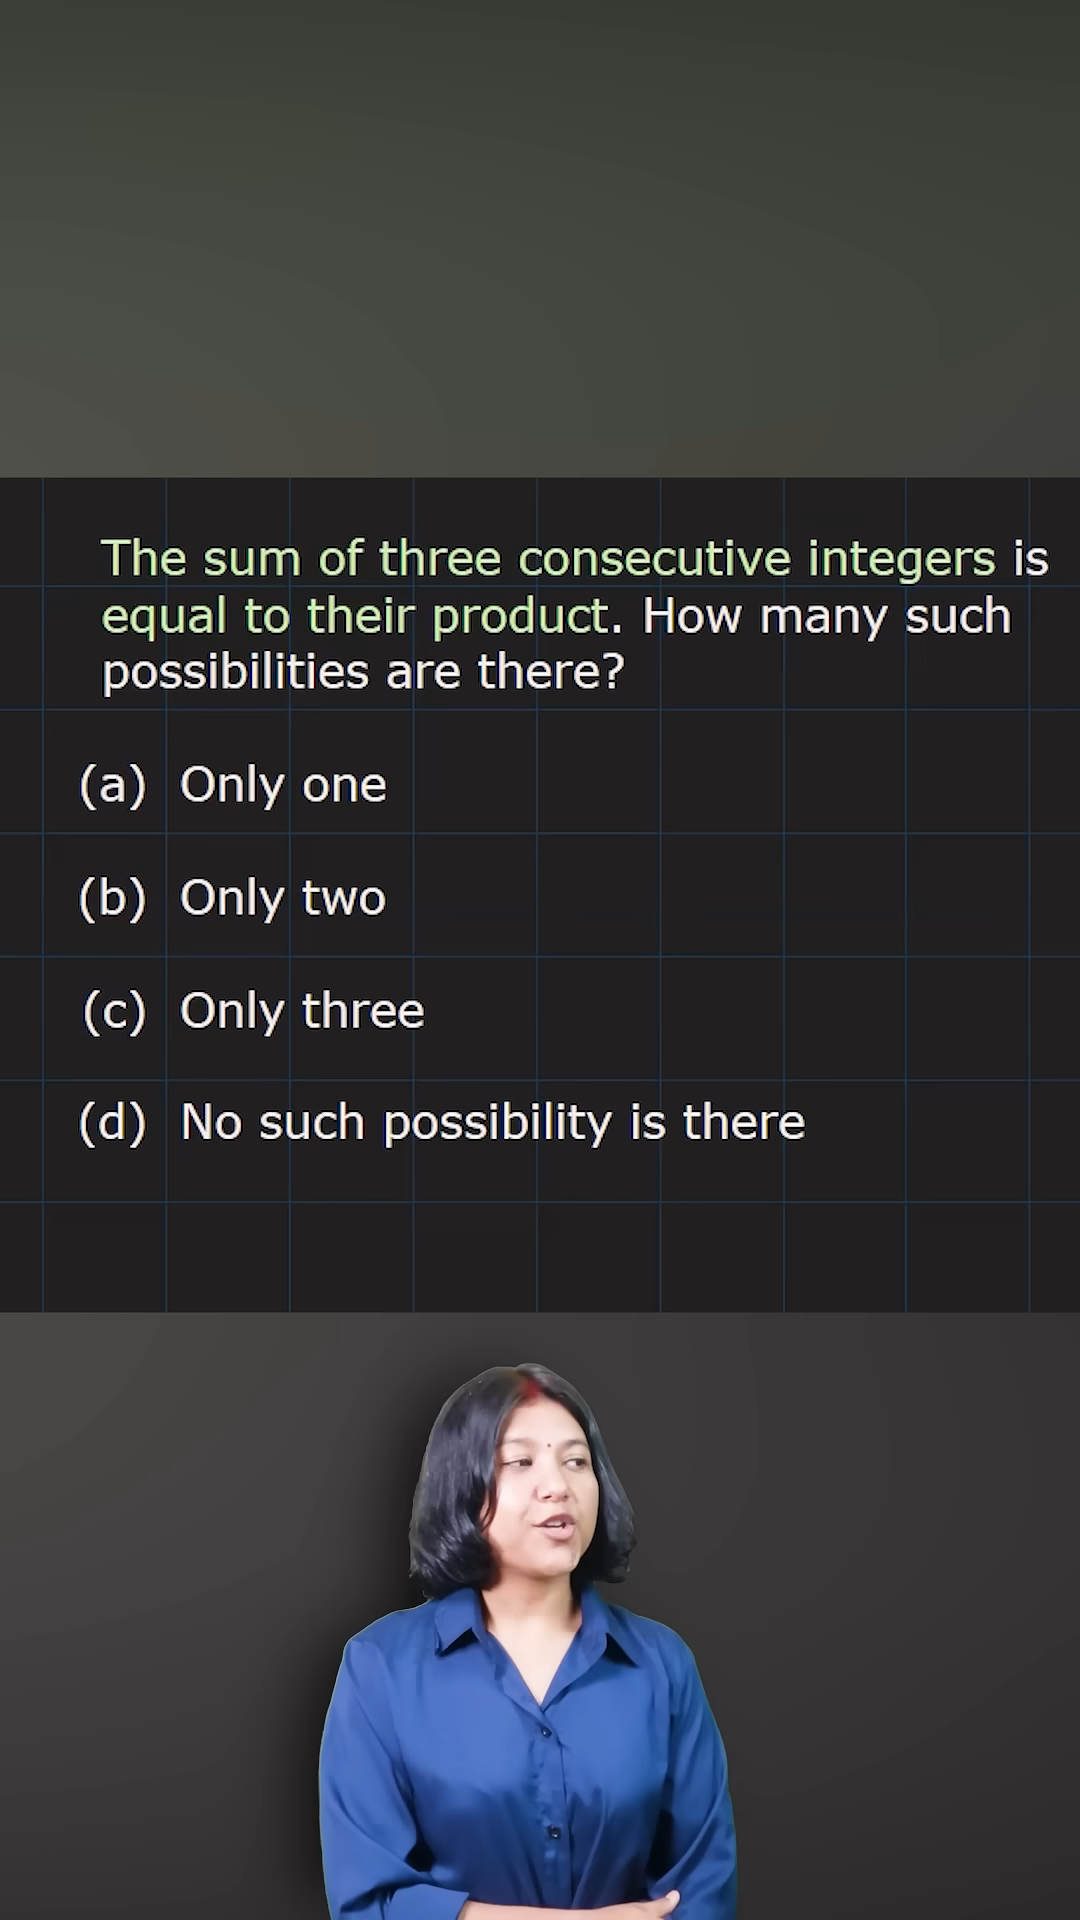 The sum of three consecutive integers is
equal to their product. How many such
possibilities are there?
(a) Only one
(b) Only two
(c) Only three
(d) No such possibility is there